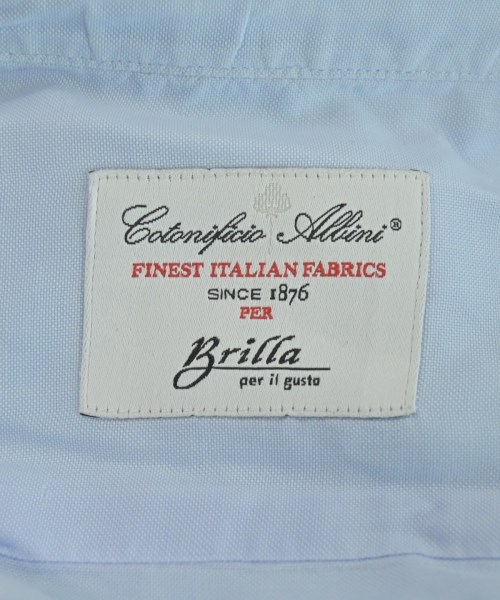 Cotonificio Albini®
FINEST ITALIAN FABRICS
SINCE 1876
PER
Brilla
per il gusto